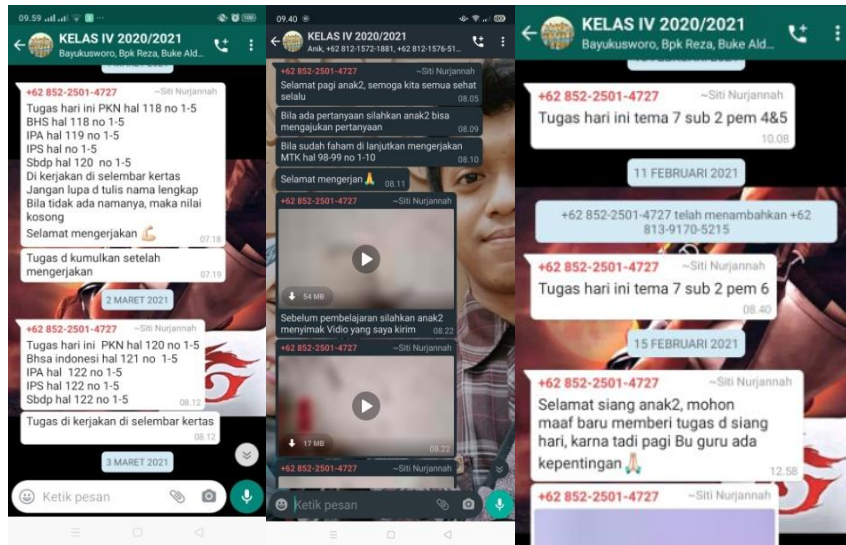 09.59
KELAS IV 2020/2021
Bayukusworo, Bpk Reza, Buke Ald...
+62 852-2501-4727 ~Siti Nurjannah
Tugas hari ini PKN hal 118 no 1-5
BHS hal 118 no 1-5
IPA hal 119 no 1-5
IPS hal no 1-5
Sbdp hal 120 no 1-5
Di kerjakan di selembar kertas
Jangan lupa d tulis nama lengkap
Bila tidak ada namanya, maka nilai
kosong
Selamat mengerjakan 💪🏻
07.18
Tugas d kumulkan setelah
mengerjakan
07.19
2 MARET 2021
+62 852-2501-4727 ~Siti Nurjannah
Tugas hari ini PKN hal 120 no 1-5
Bhsa indonesi hal 121 no 1-5
IPA hal 122 no 1-5
IPS hal 122 no 1-5
Sbdp hal 122 no 1-5
08.12
Tugas di kerjakan di selembar kertas
08.12
3 MARET 2021
Ketik pesan
09.40
KELAS IV 2020/2021
Anik, +62 812-1572-1881, +62 812-1576-51...
+62 852-2501-4727 ~Siti Nurjannah
Selamat pagi anak2, semoga kita semua sehat
selalu
08.05
Bila ada pertanyaan silahkan anak2 bisa
mengajukan pertanyaan
08.09
Bila sudah faham di lanjutkan mengerjakan
MTK hal 98-99 no 1-10
08.10
Selamat mengerjan 🙏
08.11
+62 852-2501-4727 ~Siti Nurjannah
54 MB
Sebelum pembelajaran silahkan anak2
menyimak Vidio yang saya kirim
08.22
+62 852-2501-4727 ~Siti Nurjannah
17 MB
08.22
+62 852-2501-4727 ~Siti Nurjannah
Ketik pesan
KELAS IV 2020/2021
Bayukusworo, Bpk Reza, Buke Ald...
+62 852-2501-4727 ~Siti Nurjannah
Tugas hari ini tema 7 sub 2 pem 4&5
10.08
11 FEBRUARI 2021
+62 852-2501-4727 telah menambahkan +62
813-9170-5215
+62 852-2501-4727 ~Siti Nurjannah
Tugas hari ini tema 7 sub 2 pem 6
08.40
15 FEBRUARI 2021
+62 852-2501-4727 ~Siti Nurjannah
Selamat siang anak2, mohon
maaf baru memberi tugas d siang
hari, karna tadi pagi Bu guru ada
kepentingan 🙏🏻
12.58
+62 852-2501-4727 ~Siti Nurjannah